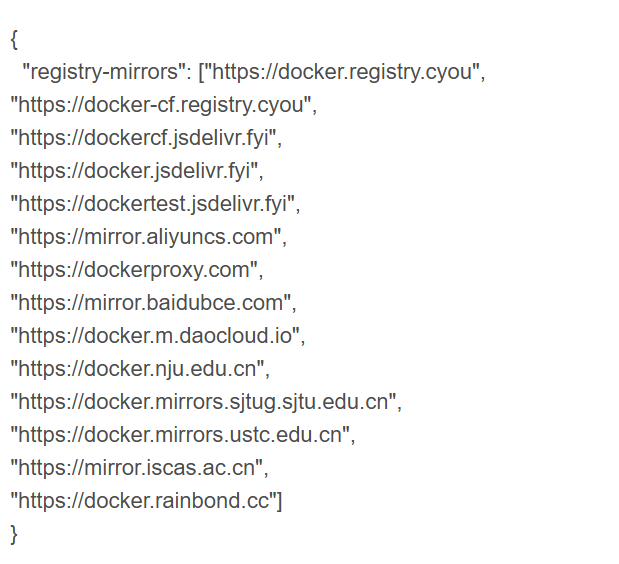 {
"registry-mirrors": ["https://docker.registry.cyou",
"https://docker-cf.registry.cyou",
"https://dockercf.jsdelivr.fyi",
"https://docker.jsdelivr.fyi",
"https://dockertest.jsdelivr.fyi",
"https://mirror.aliyuncs.com",
"https://dockerproxy.com",
"https://mirror.baidubce.com",
"https://docker.m.daocloud.io",
"https://docker.nju.edu.cn",
"https://docker.mirrors.sjtug.sjtu.edu.cn",
"https://docker.mirrors.ustc.edu.cn",
"https://mirror.iscas.ac.cn",
"https://docker.rainbond.cc"]
}